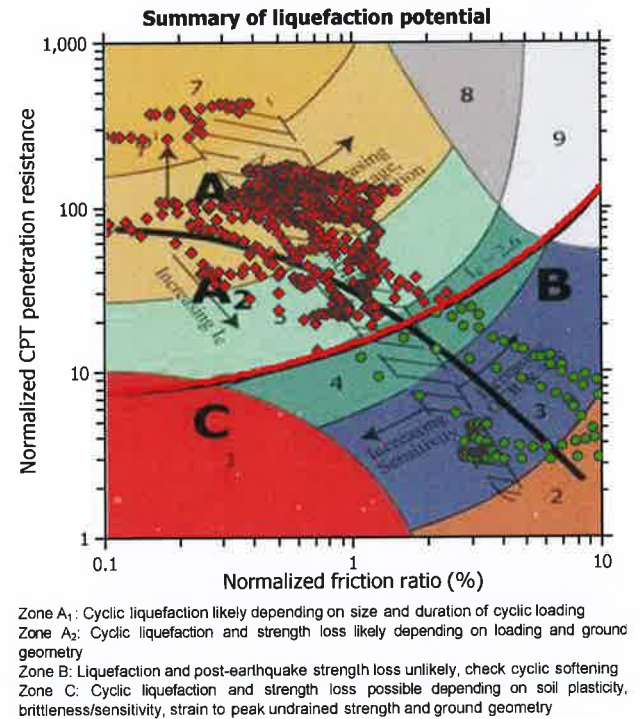 Summary of liquefaction potential
1,000
100
10
1
Normalized CPT penetration resistance
7
8
9
A
Increasing
B
A2
Increasing Ic
5
4
C
Increasing
3
2
0.1
1
10
Normalized friction ratio (%)
Zone A1: Cyclic liquefaction likely depending on size and duration of cyclic loading
Zone A2: Cyclic liquefaction and strength loss likely depending on loading and ground
geometry
Zone B: Liquefaction and post-earthquake strength loss unlikely, check cyclic softening
Zone C: Cyclic liquefaction and strength loss possible depending on soil plasticity,
brittleness/sensitivity, strain to peak undrained strength and ground geometry